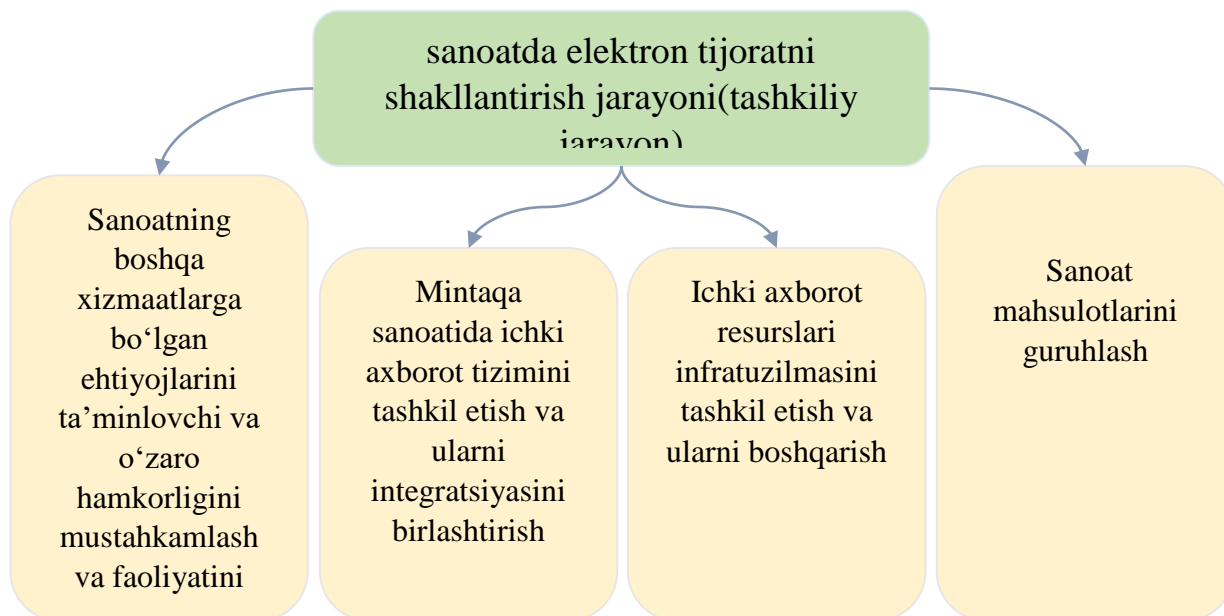 sanoatda elektron tijoratni
shakllantirish jarayoni(tashkiliy
jarayon)
Sanoatning
boshqa
xizmaatlarga
bo‘lgan
ehtiyojlarini
ta’minlovchi va
o‘zaro
hamkorligini
mustahkamlash
va faoliyatini
Mintaqa
sanoatida ichki
axborot tizimini
tashkil etish va
ularni
integratsiyasini
birlashtirish
Ichki axborot
resurslari
infratuzilmasini
tashkil etish va
ularni boshqarish
Sanoat
mahsulotlarini
guruhlash